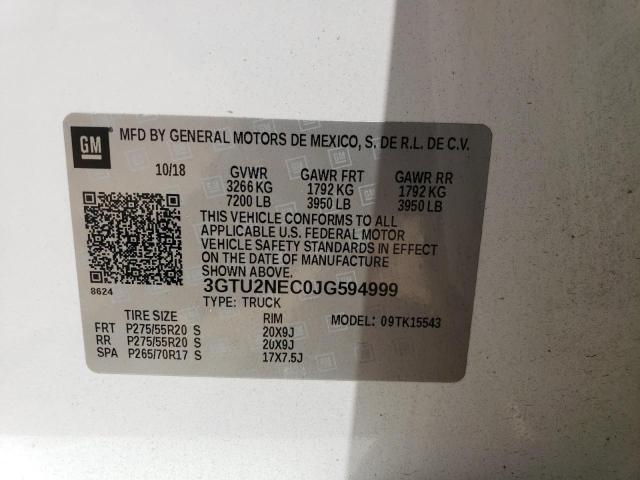 GM
MFD BY GENERAL MOTORS DE MEXICO, S. DE R.L. DE C.V.
10/18 GVWR GAWR FRT GAWR RR
3266 KG 1792 KG 1792 KG
7200 LB 3950 LB 3950 LB
THIS VEHICLE CONFORMS TO ALL
APPLICABLE U.S. FEDERAL MOTOR
VEHICLE SAFETY STANDARDS IN EFFECT
ON THE DATE OF MANUFACTURE
SHOWN ABOVE.
8624
3GTU2NEC0JG594999
TYPE: TRUCK
TIRE SIZE RIM MODEL: 09TK15543
FRT P275/55R20 S 20X9J
RR P275/55R20 S 20X9J
SPA P265/70R17 S 17X7.5J